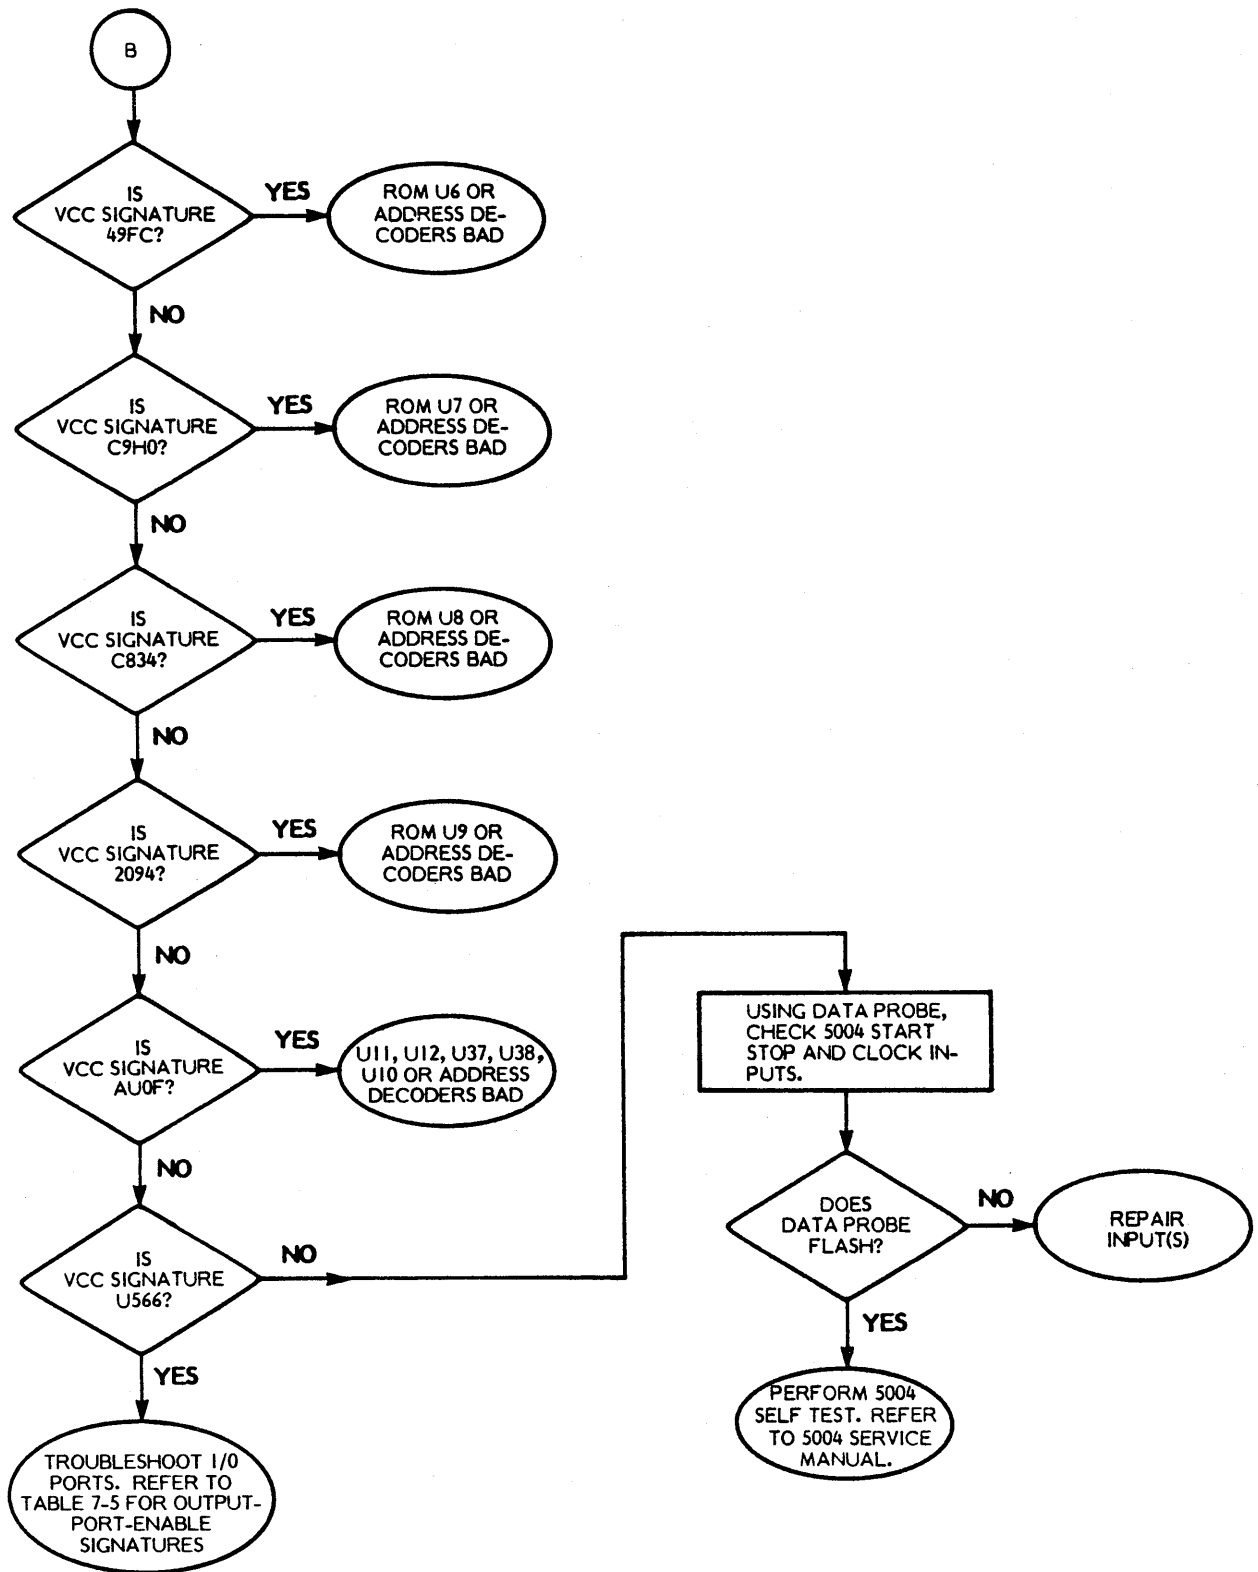 B
IS
VCC SIGNATURE
49FC?
YES
ROM U6 OR
ADDRESS DE-
CODERS BAD
NO
IS
VCC SIGNATURE
C9H0?
YES
ROM U7 OR
ADDRESS DE-
CODERS BAD
NO
IS
VCC SIGNATURE
C834?
YES
ROM U8 OR
ADDRESS DE-
CODERS BAD
NO
IS
VCC SIGNATURE
2094?
YES
ROM U9 OR
ADDRESS DE-
CODERS BAD
NO
IS
VCC SIGNATURE
AU0F?
YES
U11, U12, U37, U38,
U10 OR ADDRESS
DECODERS BAD
NO
IS
VCC SIGNATURE
U566?
NO
YES
TROUBLESHOOT I/0
PORTS. REFER TO
TABLE 7-5 FOR OUTPUT-
PORT-ENABLE
SIGNATURES
USING DATA PROBE,
CHECK 5004 START
STOP AND CLOCK IN-
PUTS.
DOES
DATA PROBE
FLASH?
NO
REPAIR
INPUT(S)
YES
PERFORM 5004
SELF TEST. REFER
TO 5004 SERVICE
MANUAL.